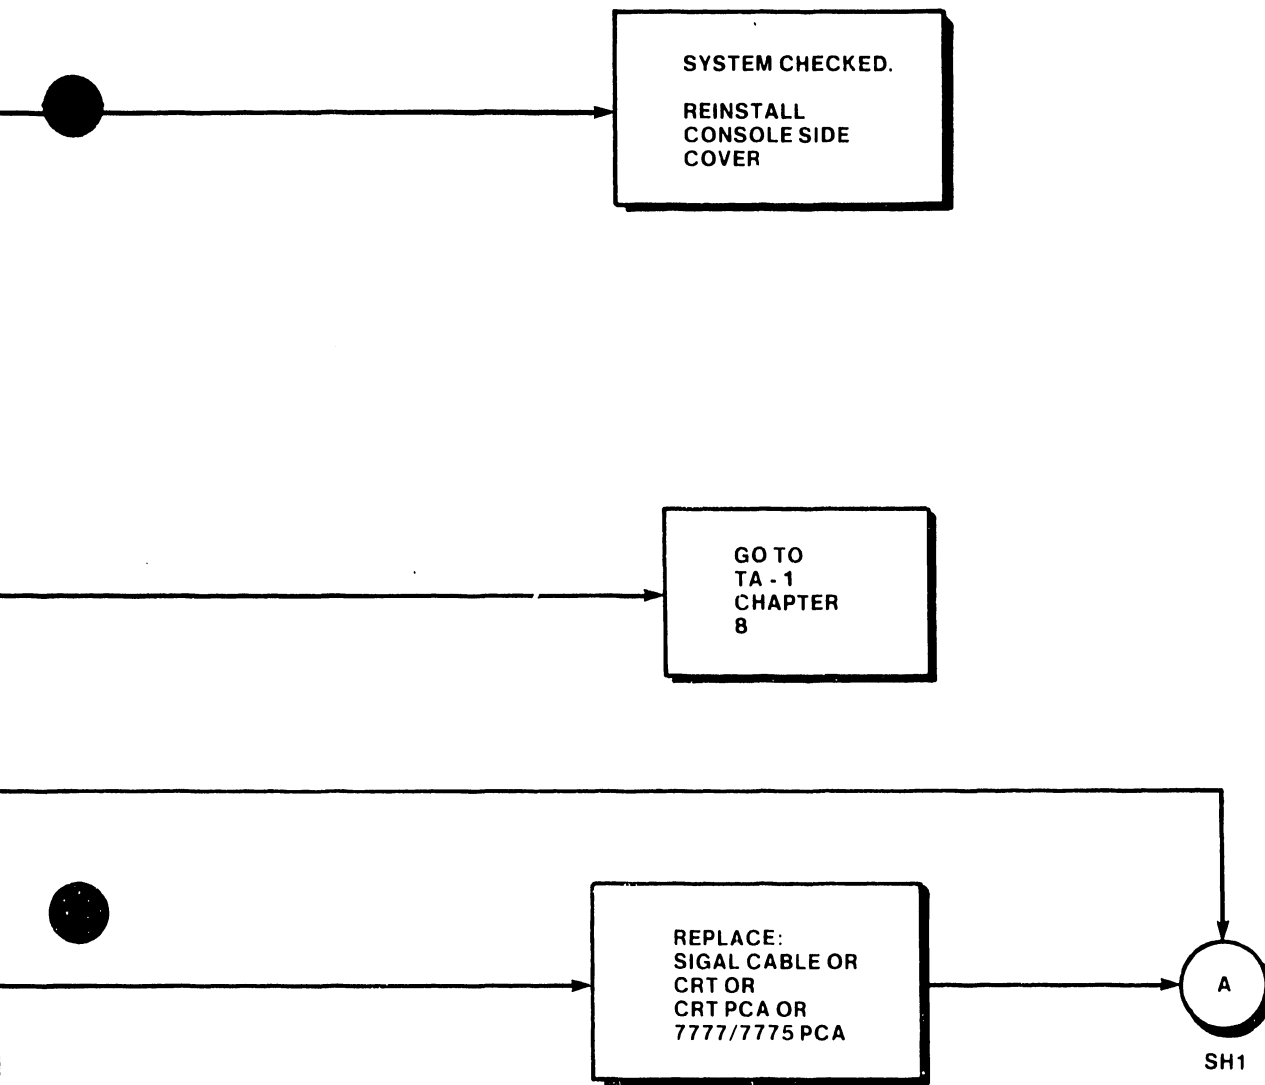 SYSTEM CHECKED.
REINSTALL
CONSOLE SIDE
COVER
GO TO
TA - 1
CHAPTER
8
REPLACE:
SIGAL CABLE OR
CRT OR
CRT PCA OR
7777/7775 PCA
A
SH1